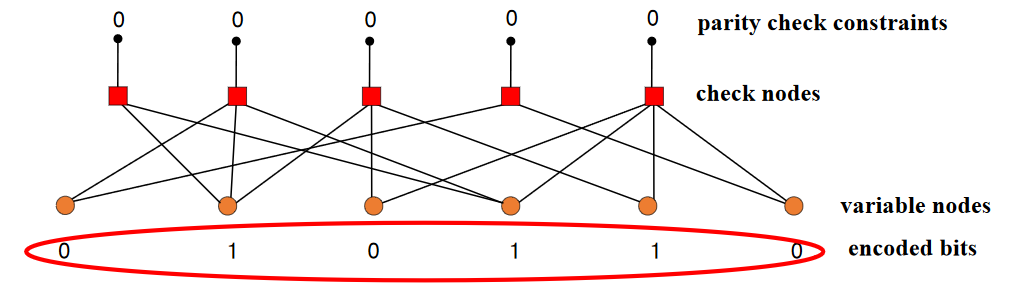 0 0 0 0 0 parity check constraints
check nodes
variable nodes
0 1 0 1 1 0 encoded bits